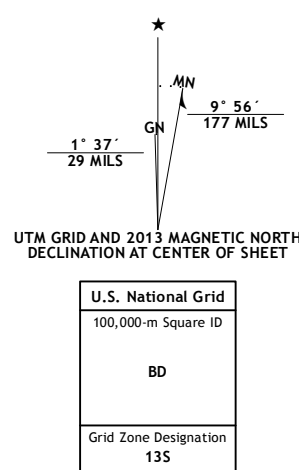 ★
MN
GN
9° 56´
177 MILS
1° 37´
29 MILS
UTM GRID AND 2013 MAGNETIC NORTH
DECLINATION AT CENTER OF SHEET
U.S. National Grid
100,000-m Square ID
BD
Grid Zone Designation
13S